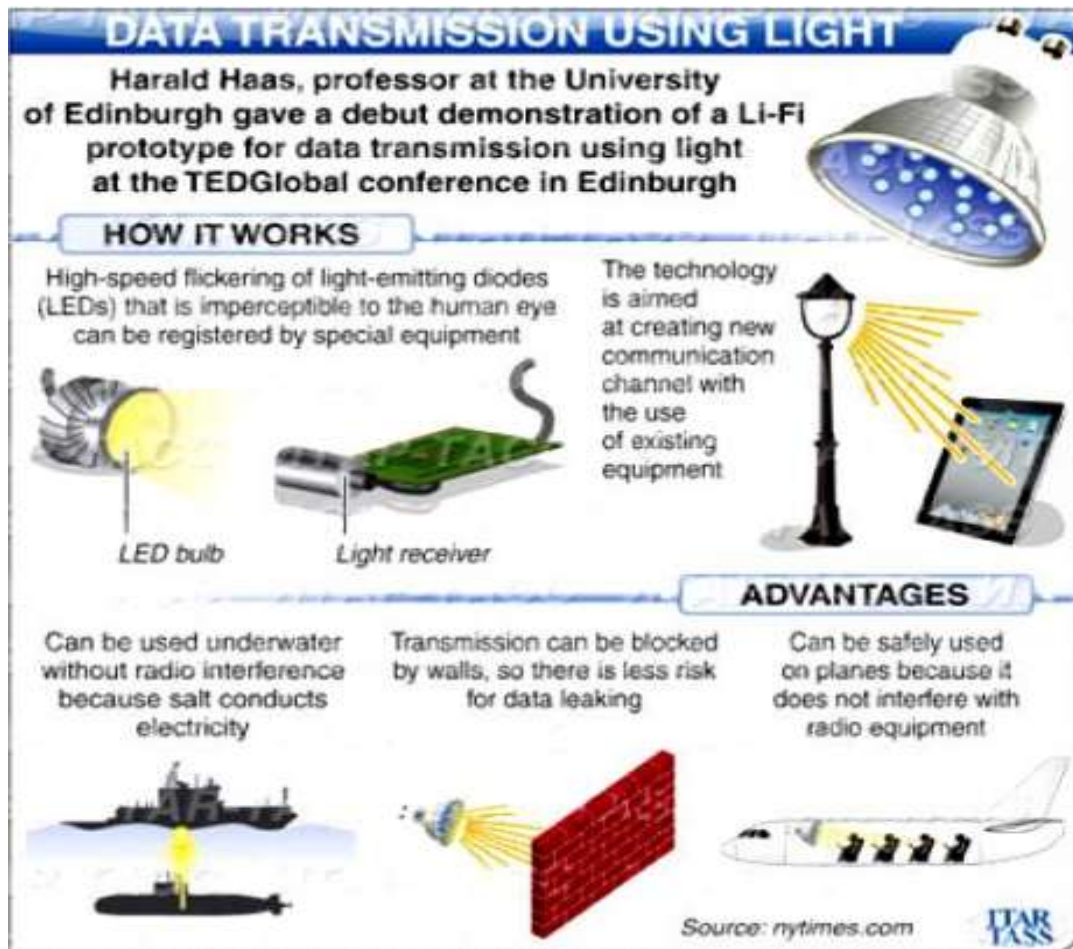 DATA TRANSMISSION USING LIGHT
Harald Haas, professor at the University
of Edinburgh gave a debut demonstration of a Li-Fi
prototype for data transmission using light
at the TEDGlobal conference in Edinburgh
HOW IT WORKS
High-speed flickering of light-emitting diodes
(LEDs) that is imperceptible to the human eye
can be registered by special equipment
LED bulb
Light receiver
The technology
is aimed
at creating new
communication
channel with
the use
of existing
equipment
ADVANTAGES
Can be used underwater
without radio interference
because salt conducts
electricity
Transmission can be blocked
by walls, so there is less risk
for data leaking
Can be safely used
on planes because it
does not interfere with
radio equipment
Source: nytimes.com
ITAR
TASS